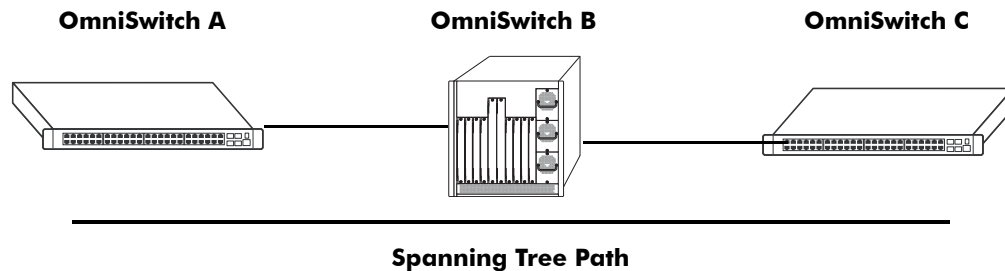 OmniSwitch A
OmniSwitch B
OmniSwitch C
Spanning Tree Path